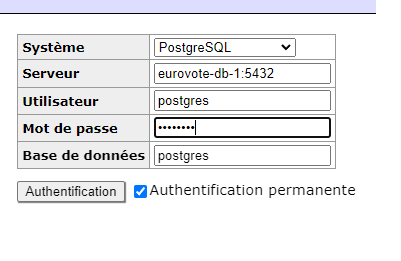 Système PostgreSQL
Serveur eurovote-db-1:5432
Utilisateur postgres
Mot de passe ••••••••
Base de données postgres
Authentification Authentification permanente